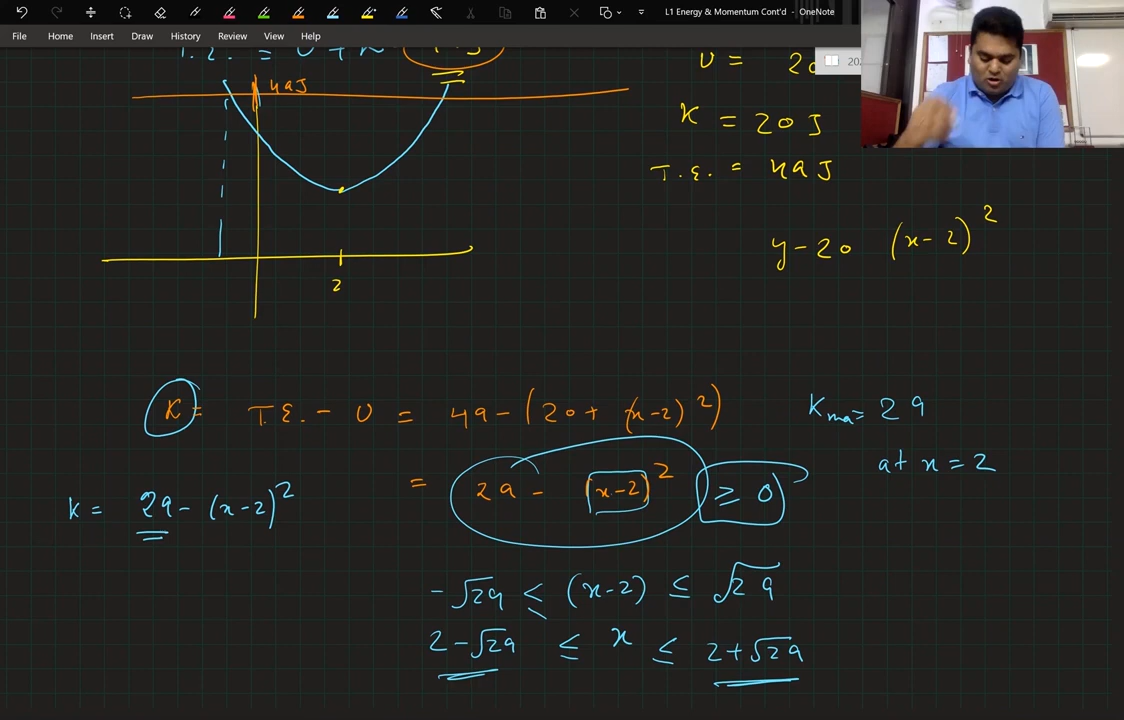 L1 Energy & Momentum Cont'd - OneNote
File Home Insert Draw History Review View Help
49 J
2
U = 20
K = 20 J
T.E. = 49 J
y - 20 (x - 2)²
K = T.E. - U = 49 - (20 + (x - 2)²)
= 29 - (x - 2)² ≥ 0
K = 29 - (x - 2)²
Kma = 29
at x = 2
-√29 ≤ (x - 2) ≤ √29
2 - √29 ≤ x ≤ 2 + √29